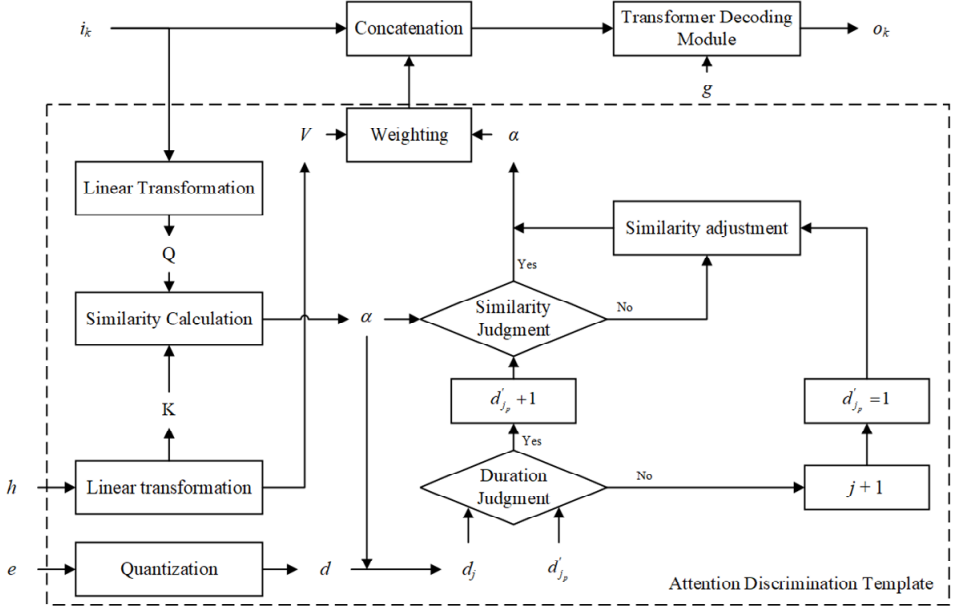 i_k
Concatenation
Transformer Decoding
Module
o_k
g
V
Weighting
α
Linear Transformation
Q
Similarity adjustment
Yes
Similarity Calculation
α
Similarity
Judgment
No
K
d'_{j_p} +1
d'_{j_p} =1
Yes
h
Linear transformation
Duration
Judgment
No
j + 1
e
Quantization
d
d_j
d'_{j_p}
Attention Discrimination Template